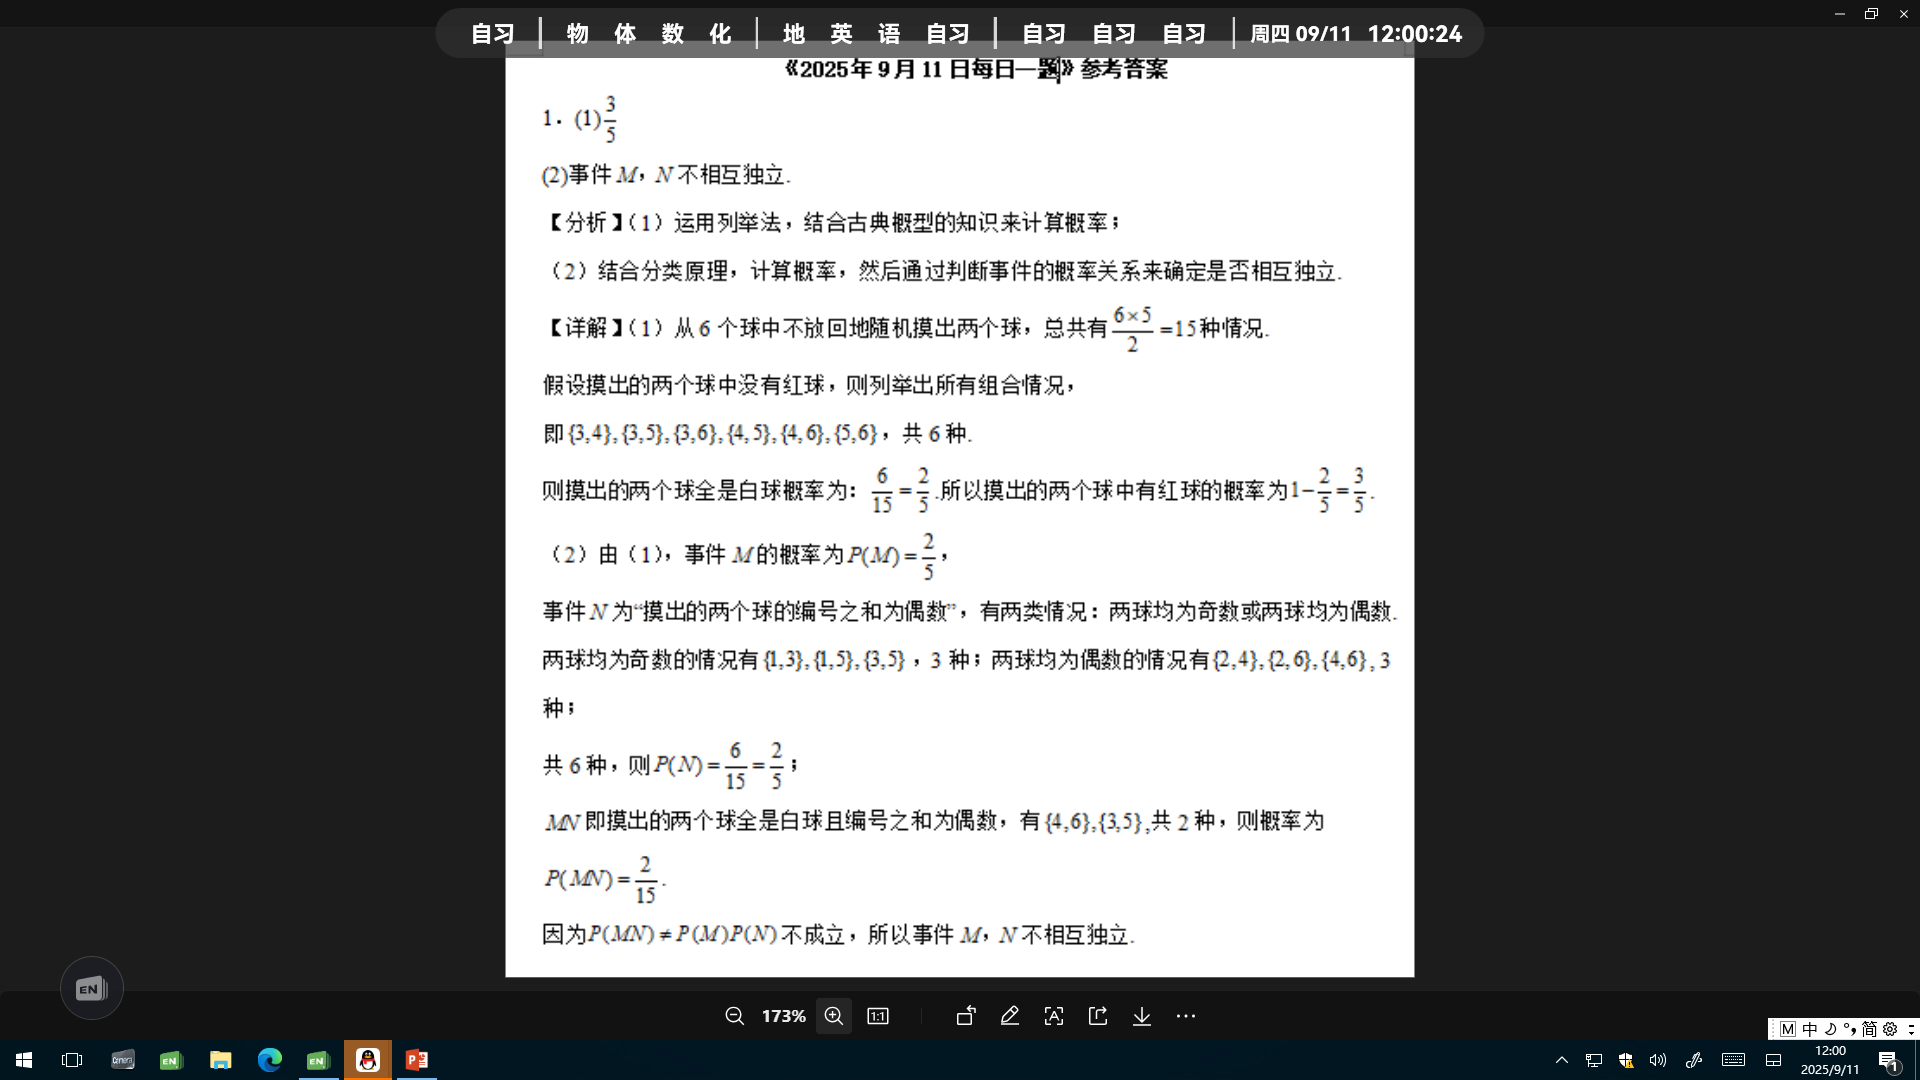 自习 | 物 体 数 化 | 地 英 语 自习 | 自习 自习 自习 | 周四 09/11 12:00:24
《2025年9月11日每日一题》参考答案
1. (1) 3/5
(2)事件 M，N 不相互独立.
【分析】（1）运用列举法，结合古典概型的知识来计算概率；
（2）结合分类原理，计算概率，然后通过判断事件的概率关系来确定是否相互独立.
【详解】（1）从 6 个球中不放回地随机摸出两个球，总共有 6×5/2 =15 种情况.
假设摸出的两个球中没有红球，则列举出所有组合情况，
即 {3,4},{3,5},{3,6},{4,5},{4,6},{5,6}，共 6 种.
则摸出的两个球全是白球概率为： 6/15 = 2/5 .所以摸出的两个球中有红球的概率为 1− 2/5 = 3/5 .
（2）由（1），事件 M 的概率为 P(M) = 2/5 ，
事件 N 为“摸出的两个球的编号之和为偶数”，有两类情况：两球均为奇数或两球均为偶数.
两球均为奇数的情况有 {1,3},{1,5},{3,5} ，3 种；两球均为偶数的情况有 {2,4},{2,6},{4,6}, 3
种；
共 6 种，则 P(N) = 6/15 = 2/5 ；
MN 即摸出的两个球全是白球且编号之和为偶数，有 {4,6},{3,5},共 2 种，则概率为
P(MN) = 2/15 .
因为 P(MN) ≠ P(M)P(N) 不成立，所以事件 M，N 不相互独立.
EN
173%
1:1
A
M 中 简
Camera EN EN P
12:00
2025/9/11
1